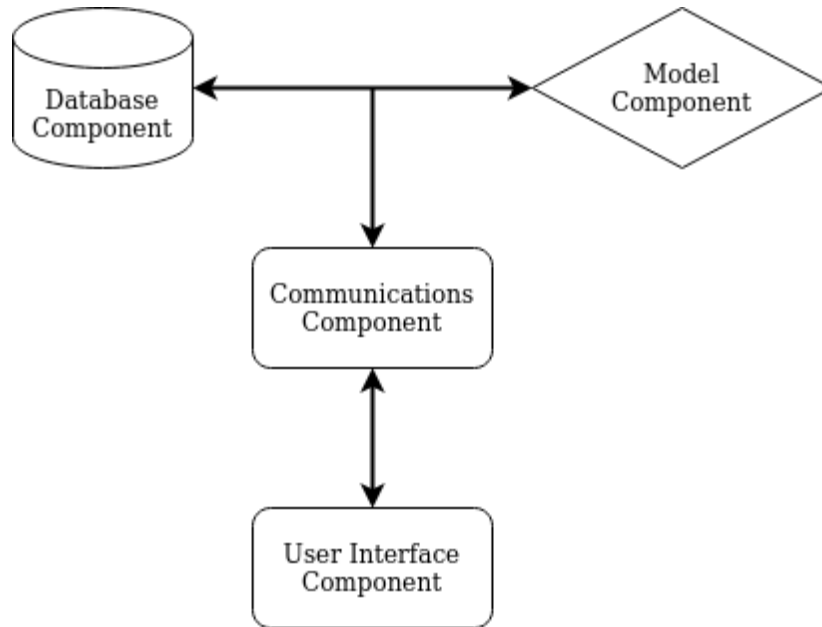 Database
Component
Model
Component
Communications
Component
User Interface
Component